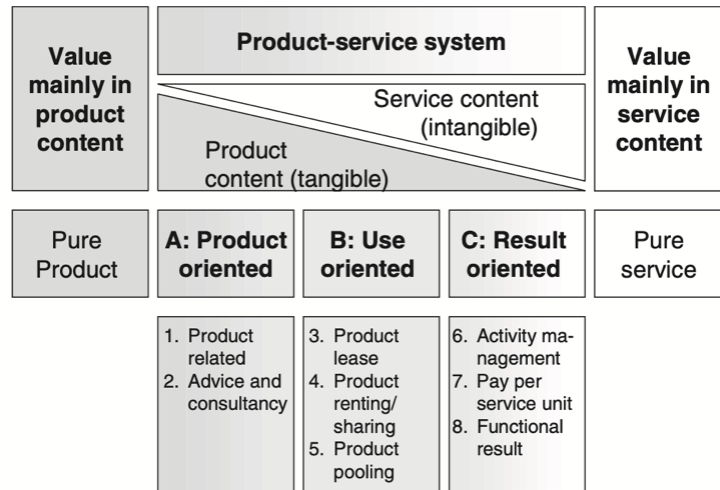 Value
mainly in
product
content
Product-service system
Service content
(intangible)
Product
content (tangible)
Value
mainly in
service
content
Pure
Product
A: Product
oriented
B: Use
oriented
C: Result
oriented
Pure
service
1. Product
related
2. Advice and
consultancy
3. Product
lease
4. Product
renting/
sharing
5. Product
pooling
6. Activity ma-
nagement
7. Pay per
service unit
8. Functional
result